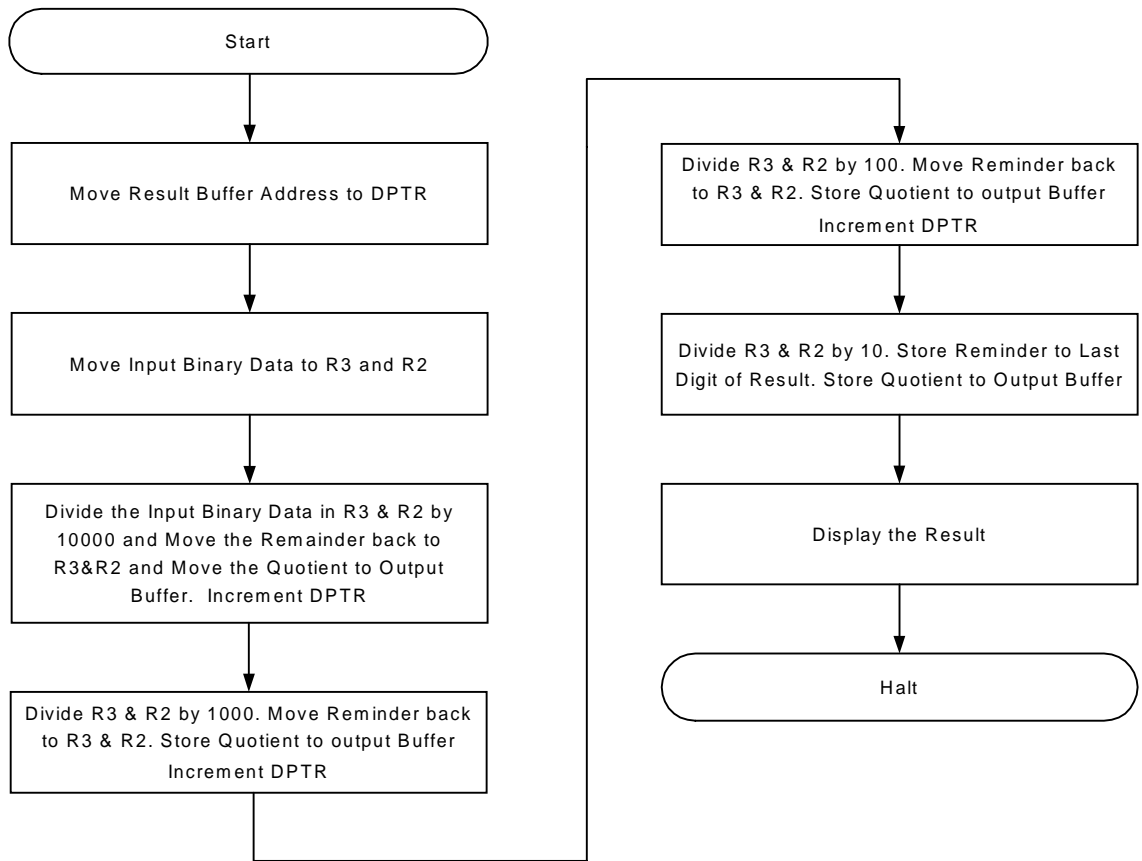 Start
Move Result Buffer Address to DPTR
Move Input Binary Data to R3 and R2
Divide the Input Binary Data in R3 & R2 by
10000 and Move the Remainder back to
R3&R2 and Move the Quotient to Output
Buffer. Increment DPTR
Divide R3 & R2 by 1000. Move Reminder back
to R3 & R2. Store Quotient to output Buffer
Increment DPTR
Divide R3 & R2 by 100. Move Reminder back
to R3 & R2. Store Quotient to output Buffer
Increment DPTR
Divide R3 & R2 by 10. Store Reminder to Last
Digit of Result. Store Quotient to Output Buffer
Display the Result
Halt